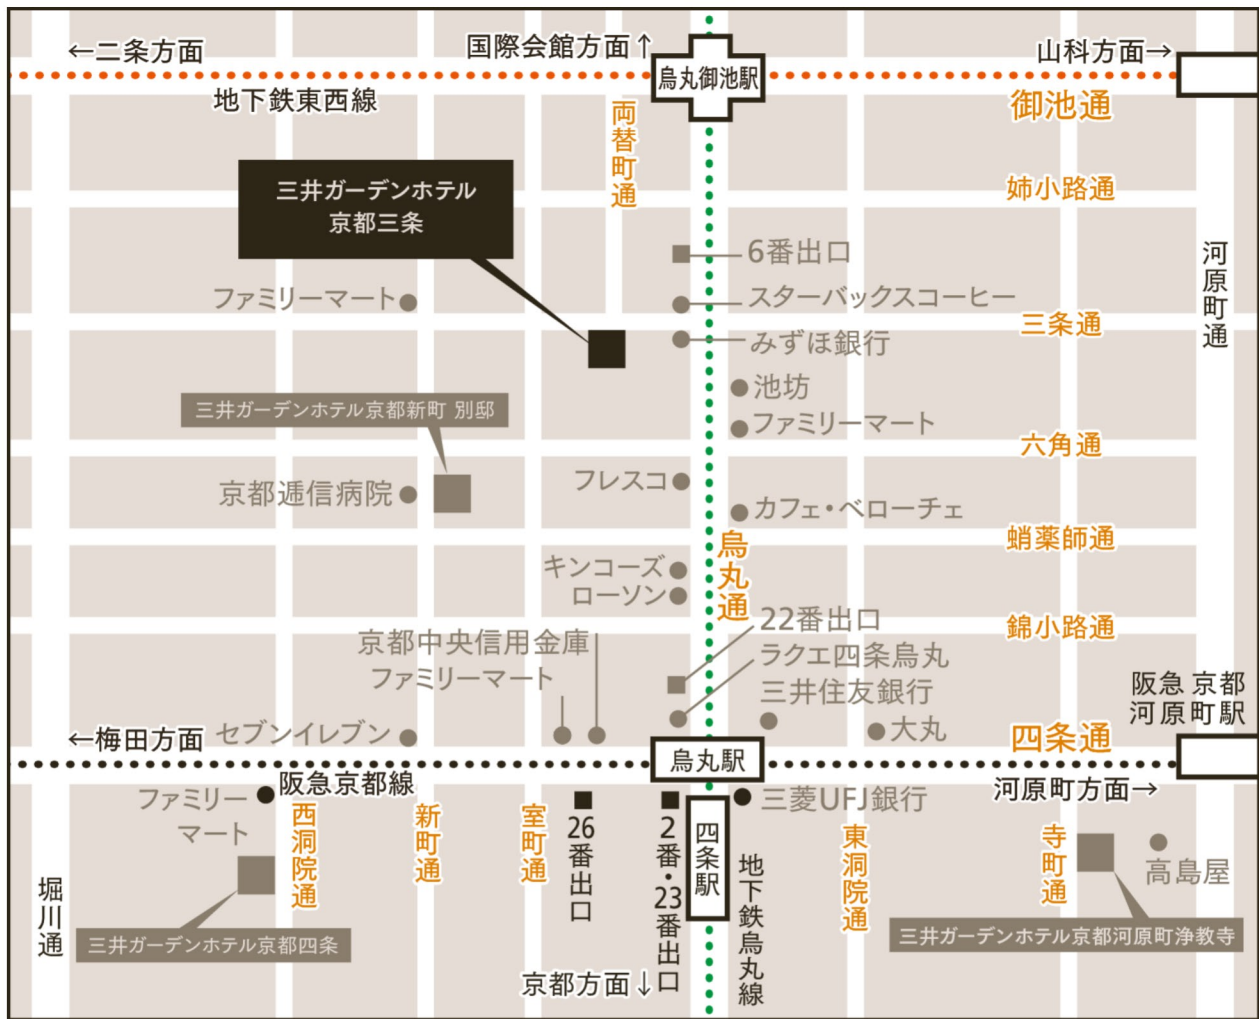 ←二条方面
国際会館方面↑
烏丸御池駅
山科方面→
地下鉄東西線
御池通
両替町通
三井ガーデンホテル
京都三条
姉小路通
6番出口
河原町通
ファミリーマート
スターバックスコーヒー
三条通
みずほ銀行
池坊
三井ガーデンホテル京都新町 別邸
ファミリーマート
六角通
フレスコ
京都逓信病院
カフェ・ベローチェ
烏丸通
蛸薬師通
キンコーズ
ローソン
22番出口
錦小路通
京都中央信用金庫
ラクエ四条烏丸
ファミリーマート
三井住友銀行
阪急 京都
河原町駅
←梅田方面
セブンイレブン
大丸
四条通
烏丸駅
阪急京都線
河原町方面→
ファミリー
マート
西洞院通
新町通
室町通
26番出口
2番・23番出口
四条駅
三菱UFJ銀行
地下鉄烏丸線
東洞院通
寺町通
高島屋
堀川通
三井ガーデンホテル京都四条
三井ガーデンホテル京都河原町浄教寺
京都方面↓